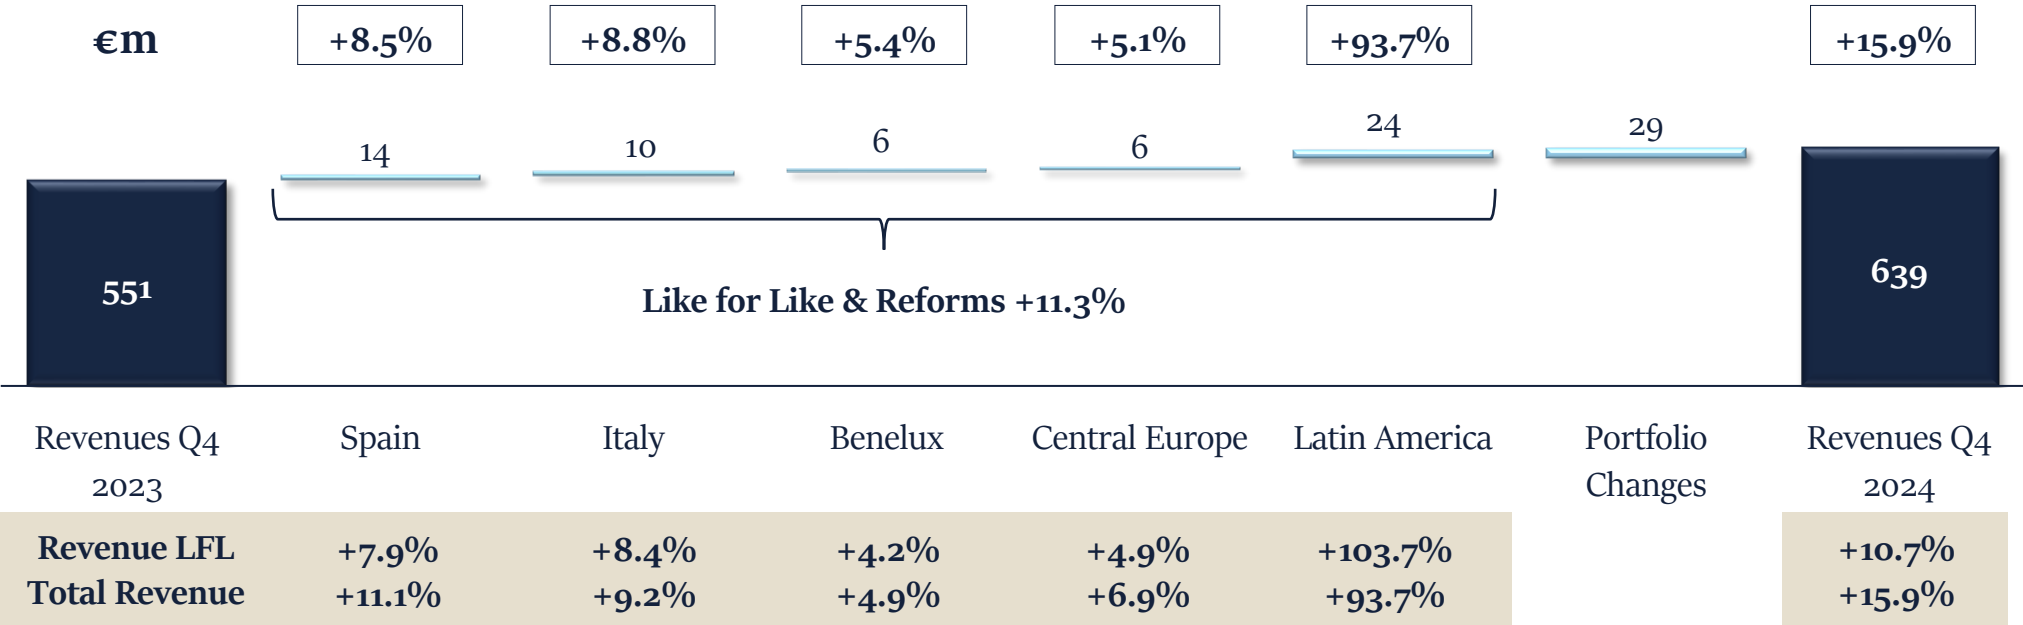 €m +8.5% +8.8% +5.4% +5.1% +93.7% +15.9%
14 10 6 6 24 29
551 639
Like for Like & Reforms +11.3%
Revenues Q4 2023 Spain Italy Benelux Central Europe Latin America Portfolio Changes Revenues Q4 2024
Revenue LFL +7.9% +8.4% +4.2% +4.9% +103.7% +10.7%
Total Revenue +11.1% +9.2% +4.9% +6.9% +93.7% +15.9%